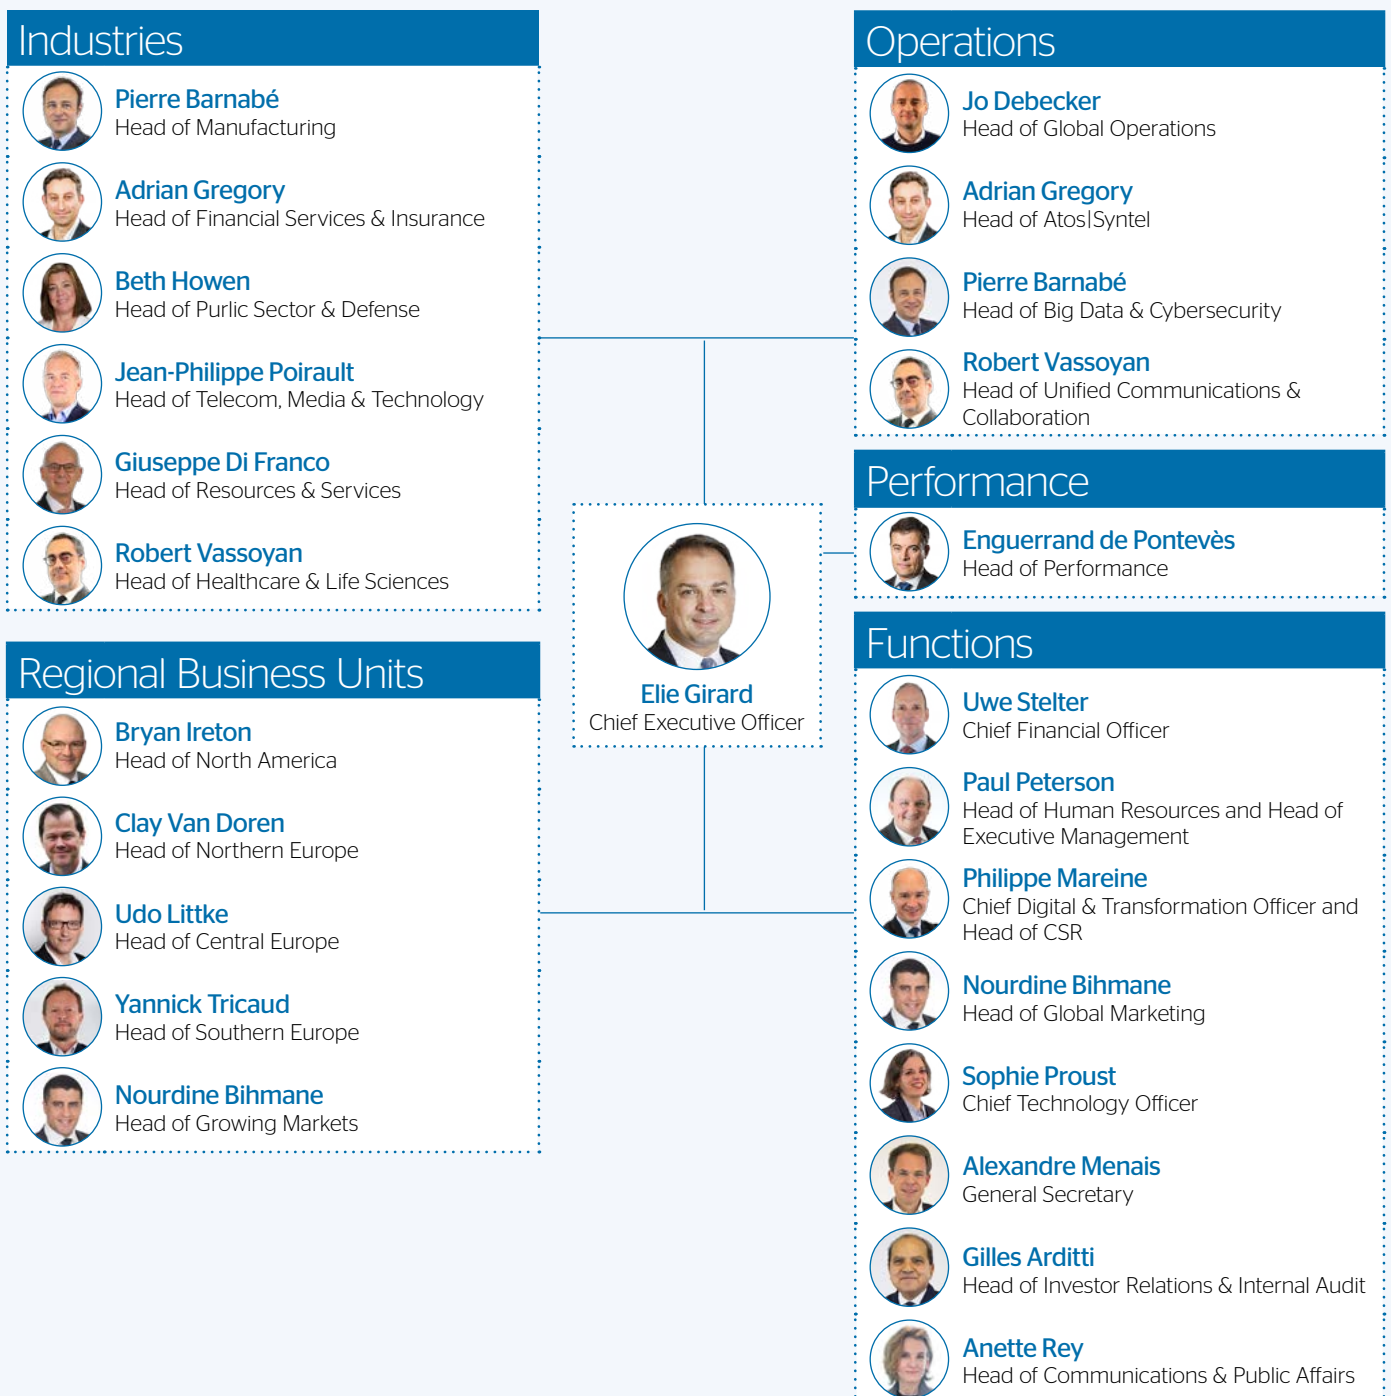 Industries
Pierre Barnabé
Head of Manufacturing
Adrian Gregory
Head of Financial Services & Insurance
Beth Howen
Head of Purlic Sector & Defense
Jean-Philippe Poirault
Head of Telecom, Media & Technology
Giuseppe Di Franco
Head of Resources & Services
Robert Vassoyan
Head of Healthcare & Life Sciences
Regional Business Units
Bryan Ireton
Head of North America
Clay Van Doren
Head of Northern Europe
Udo Littke
Head of Central Europe
Yannick Tricaud
Head of Southern Europe
Nourdine Bihmane
Head of Growing Markets
Elie Girard
Chief Executive Officer
Operations
Jo Debecker
Head of Global Operations
Adrian Gregory
Head of Atos|Syntel
Pierre Barnabé
Head of Big Data & Cybersecurity
Robert Vassoyan
Head of Unified Communications &
Collaboration
Performance
Enguerrand de Pontevès
Head of Performance
Functions
Uwe Stelter
Chief Financial Officer
Paul Peterson
Head of Human Resources and Head of
Executive Management
Philippe Mareine
Chief Digital & Transformation Officer and
Head of CSR
Nourdine Bihmane
Head of Global Marketing
Sophie Proust
Chief Technology Officer
Alexandre Menais
General Secretary
Gilles Arditti
Head of Investor Relations & Internal Audit
Anette Rey
Head of Communications & Public Affairs